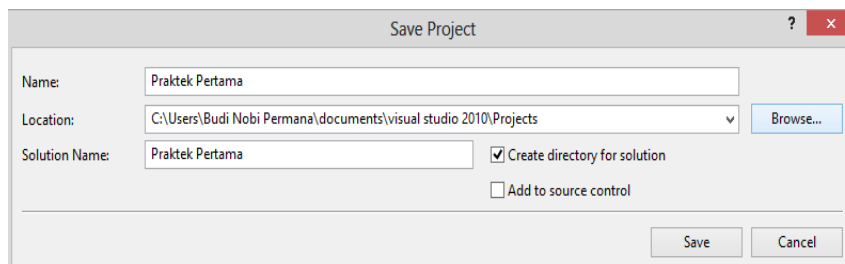 Save Project
?
x
Name:
Praktek Pertama
Location:
C:\Users\Budi Nobi Permana\documents\visual studio 2010\Projects
Browse...
Solution Name:
Praktek Pertama
Create directory for solution
Add to source control
Save
Cancel